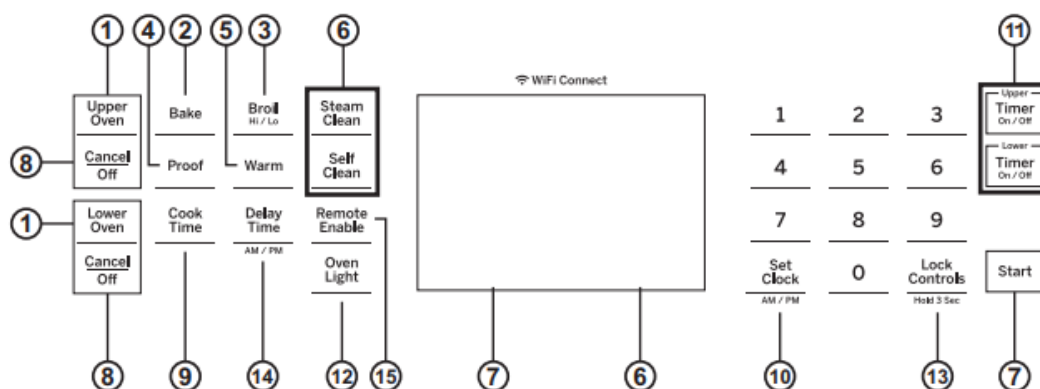 1 4 2 5 3 6 11
WiFi Connect
Upper
Oven
Bake
Broil
Hi / Lo
Steam
Clean
1 2 3
Upper
Timer
On / Off
8
Cancel
Off
Proof
Warm
Self
Clean
4 5 6
Lower
Timer
On / Off
1
Lower
Oven
Cook
Time
Delay
Time
AM / PM
Remote
Enable
7 8 9
Cancel
Off
Oven
Light
Set
Clock
AM / PM
0
Lock
Controls
Hold 3 Sec
Start
8 9 14 12 15 7 6 10 13 7